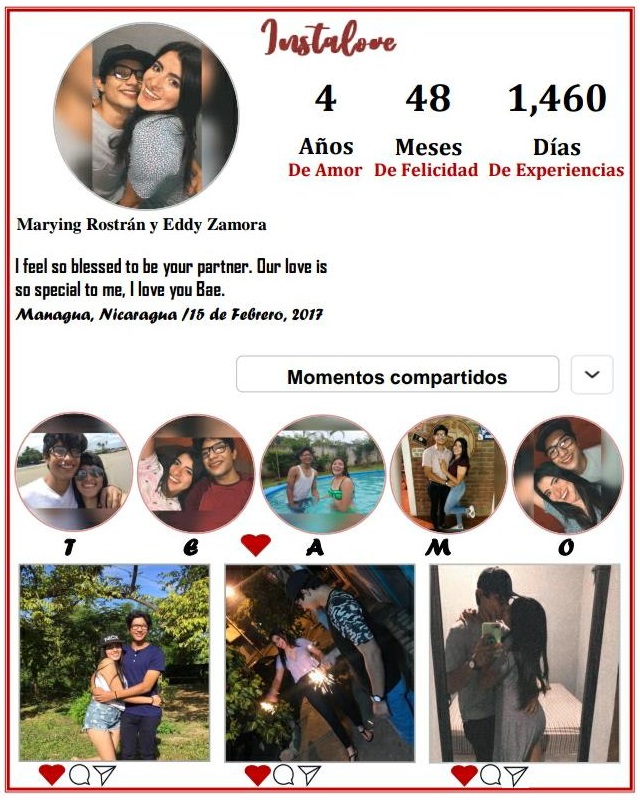 Instalove
4 48 1,460
Años Meses Días
De Amor De Felicidad De Experiencias
Marying Rostrán y Eddy Zamora
I feel so blessed to be your partner. Our love is
so special to me, I love you Bae.
Managua, Nicaragua /15 de Febrero, 2017
Momentos compartidos
T E A M O